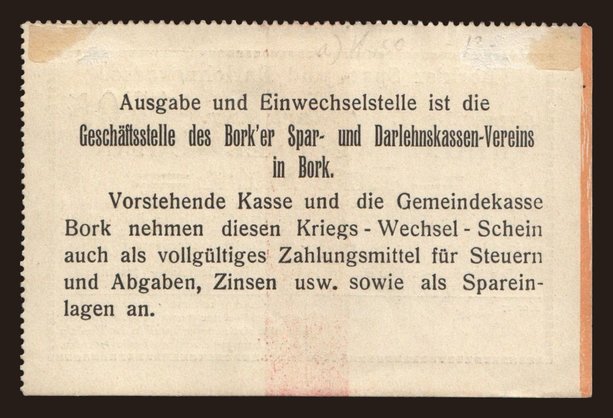 Ausgabe und Einwechselstelle ist die
Geschäftsstelle des Bork'er Spar- und Darlehnskassen-Vereins
in Bork.
Vorstehende Kasse und die Gemeindekasse
Bork nehmen diesen Kriegs-Wechsel-Schein
auch als vollgültiges Zahlungsmittel für Steuern
und Abgaben, Zinsen usw. sowie als Spareinlagen
lagen an.